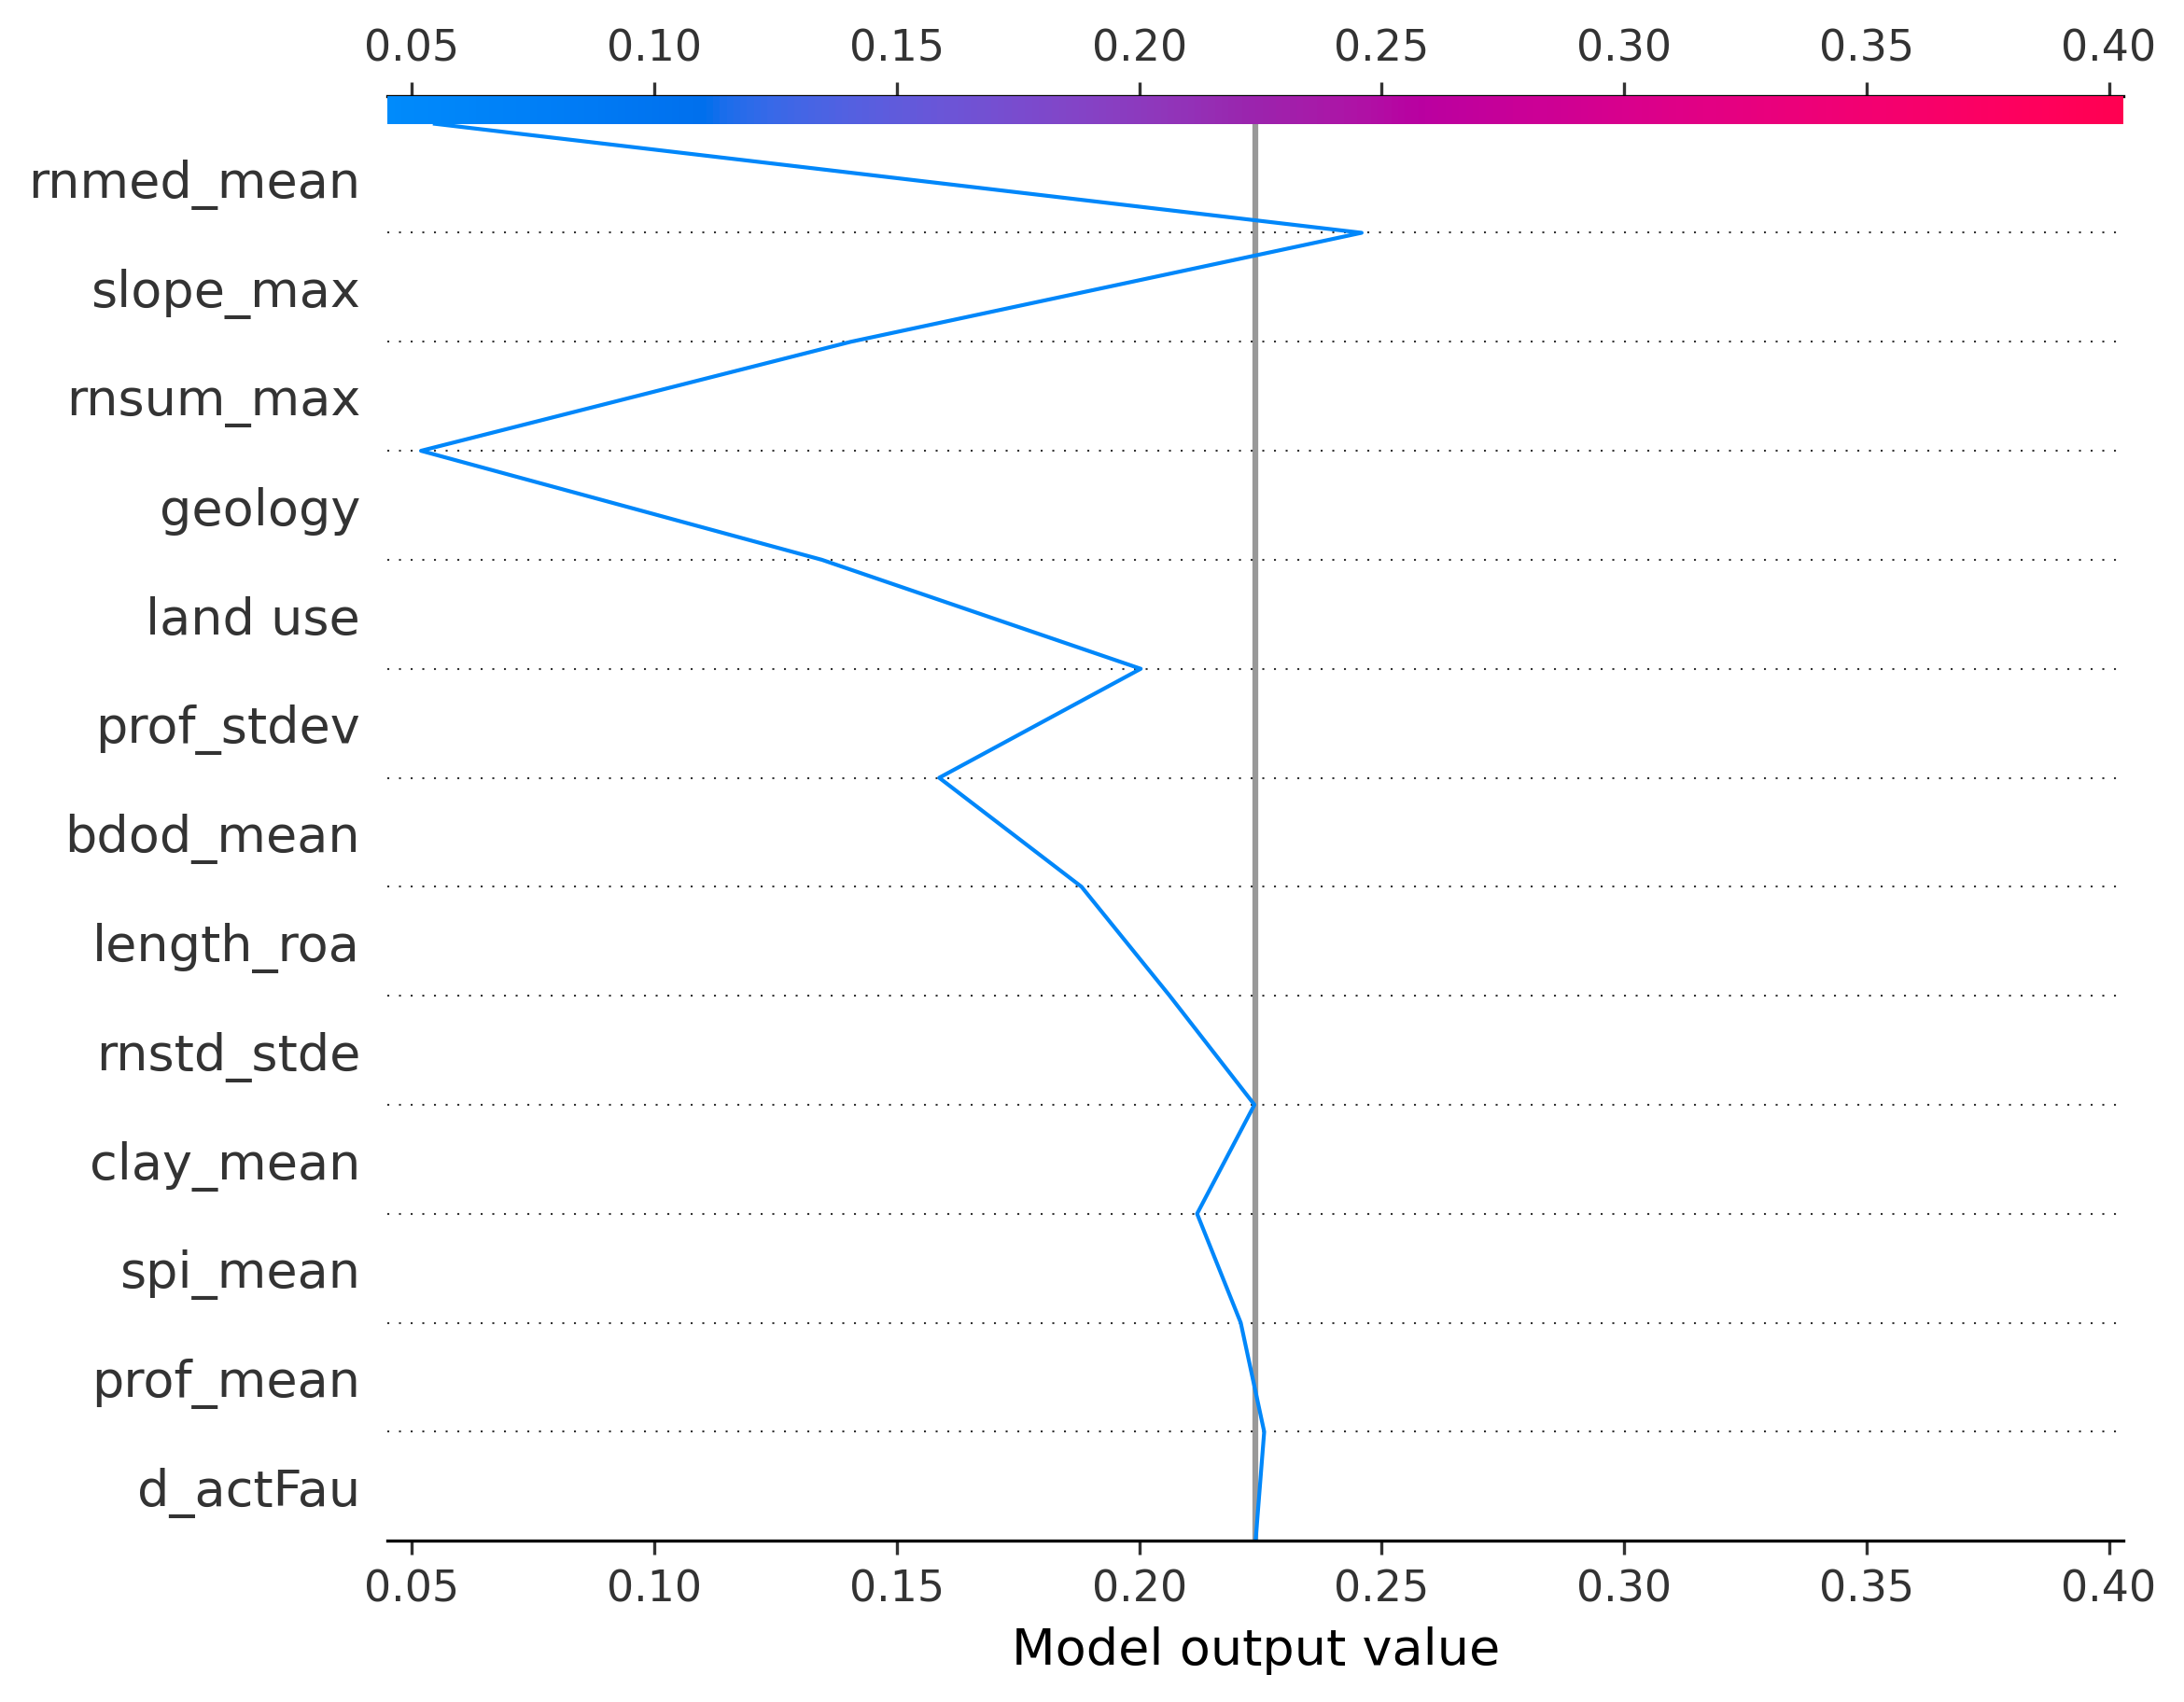 0.05 0.10 0.15 0.20 0.25 0.30 0.35 0.40
rnmed_mean
slope_max
rnsum_max
geology
land use
prof_stdev
bdod_mean
length_roa
rnstd_stde
clay_mean
spi_mean
prof_mean
d_actFau
0.05 0.10 0.15 0.20 0.25 0.30 0.35 0.40
Model output value